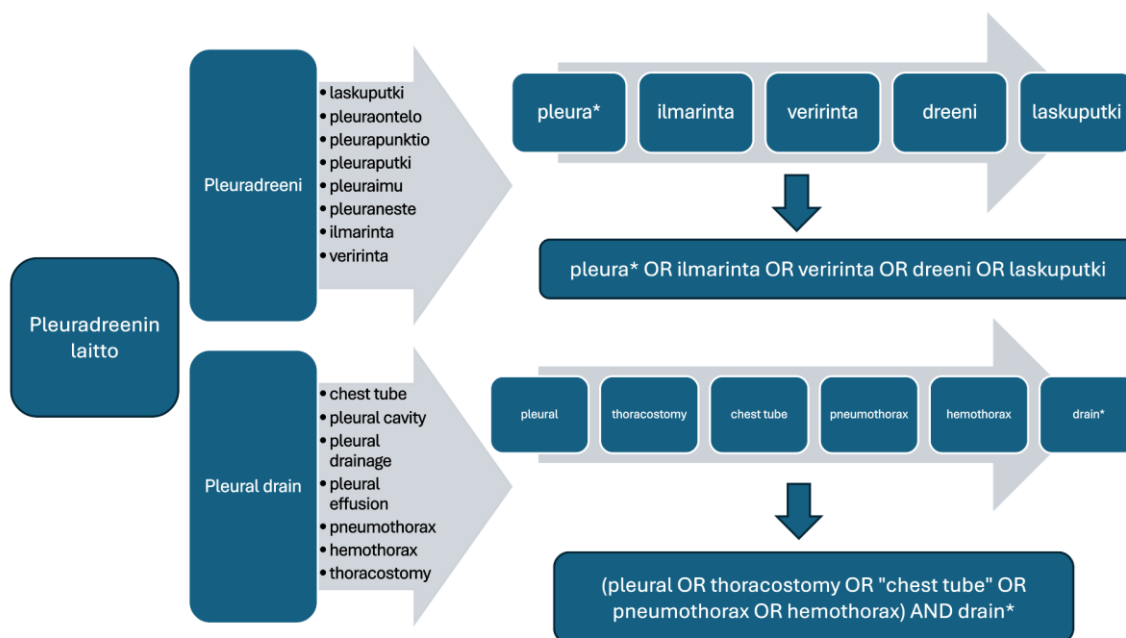 Pleuradreenin
laitto
Pleuradreeni
• laskuputki
• pleuraontelo
• pleurapunktio
• pleuraputki
• pleuraimu
• pleuraneste
• ilmarinta
• veririnta
pleura*
ilmarinta
veririnta
dreeni
laskuputki
pleura* OR ilmarinta OR veririnta OR dreeni OR laskuputki
Pleural drain
• chest tube
• pleural cavity
• pleural
drainage
• pleural
effusion
• pneumothorax
• hemothorax
• thoracostomy
pleural
thoracostomy
chest tube
pneumothorax
hemothorax
drain*
(pleural OR thoracostomy OR "chest tube" OR
pneumothorax OR hemothorax) AND drain*